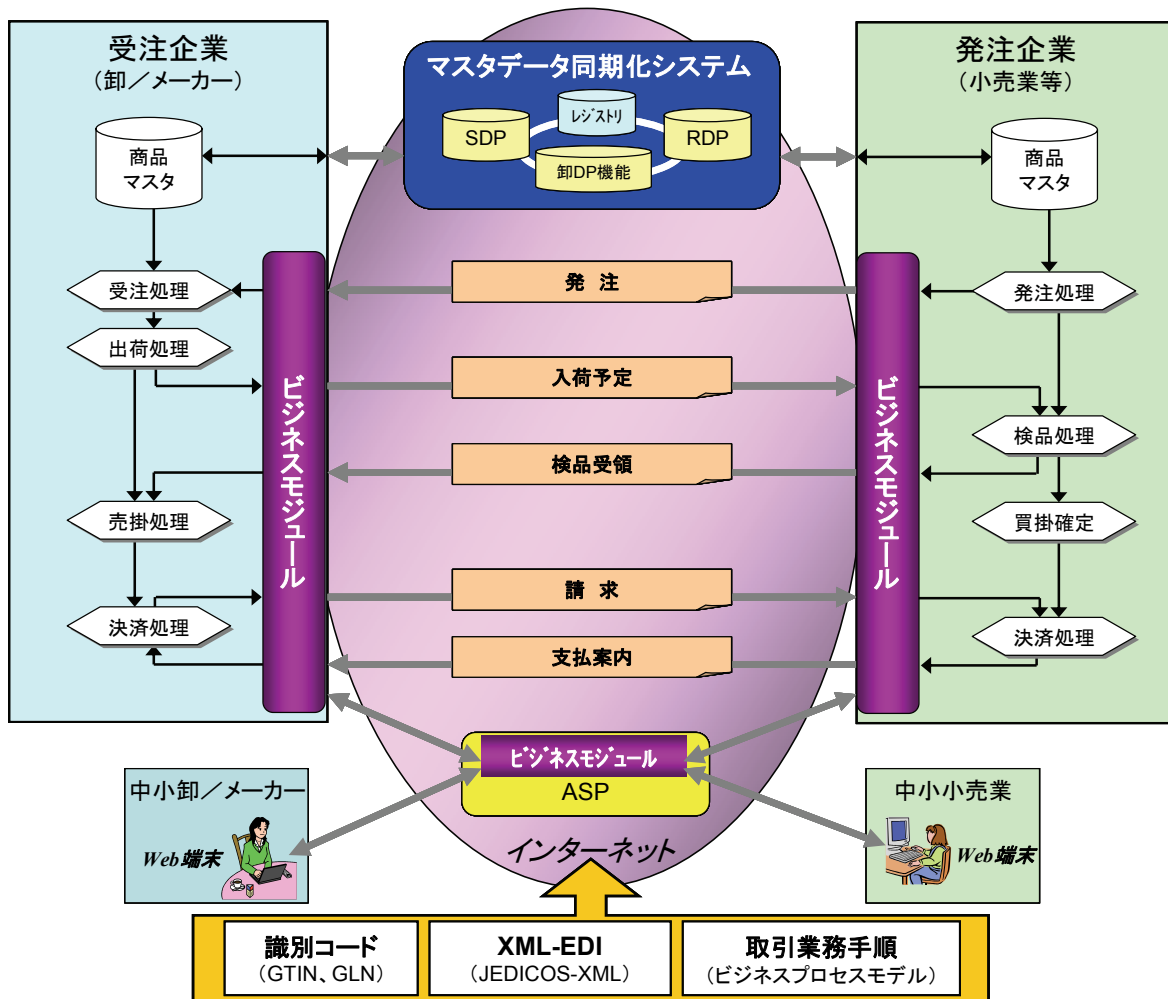 受注企業
（卸／メーカー）
商品
マスタ
受注処理
出荷処理
売掛処理
決済処理
ビジネスモジュール
マスタデータ同期化システム
レジストリ
SDP
RDP
卸DP機能
発　注
入荷予定
検品受領
請　求
支払案内
発注企業
（小売業等）
商品
マスタ
発注処理
検品処理
買掛確定
決済処理
ビジネスモジュール
ビジネスモジュール
ASP
インターネット
中小卸／メーカー
Web端末
中小小売業
Web端末
識別コード
（GTIN、GLN）
XML-EDI
（JEDICOS-XML）
取引業務手順
（ビジネスプロセスモデル）